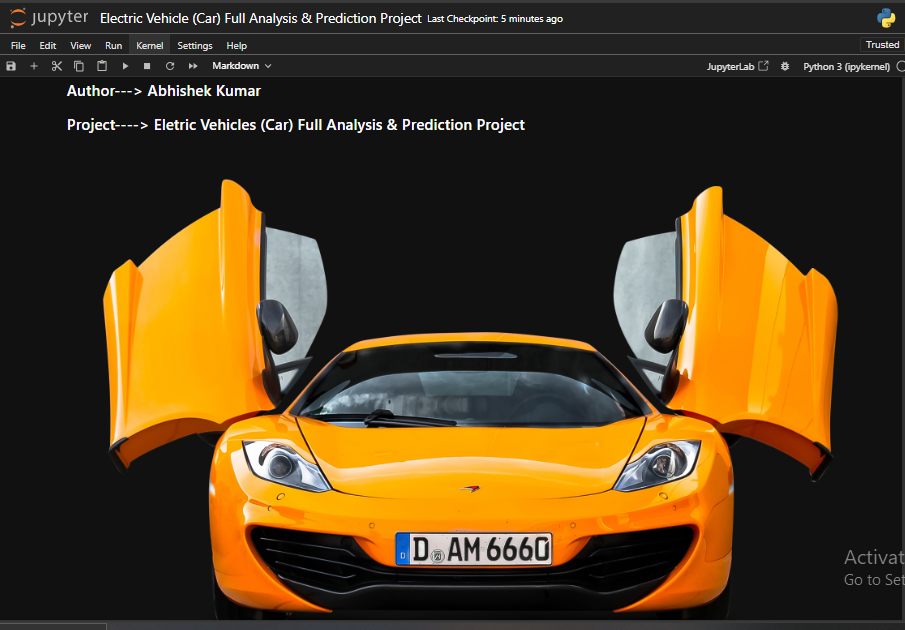 jupyter Electric Vehicle (Car) Full Analysis & Prediction Project Last Checkpoint: 5 minutes ago
File Edit View Run Kernel Settings Help Trusted
Markdown JupyterLab Python 3 (ipykernel)
Author---> Abhishek Kumar
Project----> Eletric Vehicles (Car) Full Analysis & Prediction Project
D AM 6660
D
Activat
Go to Set